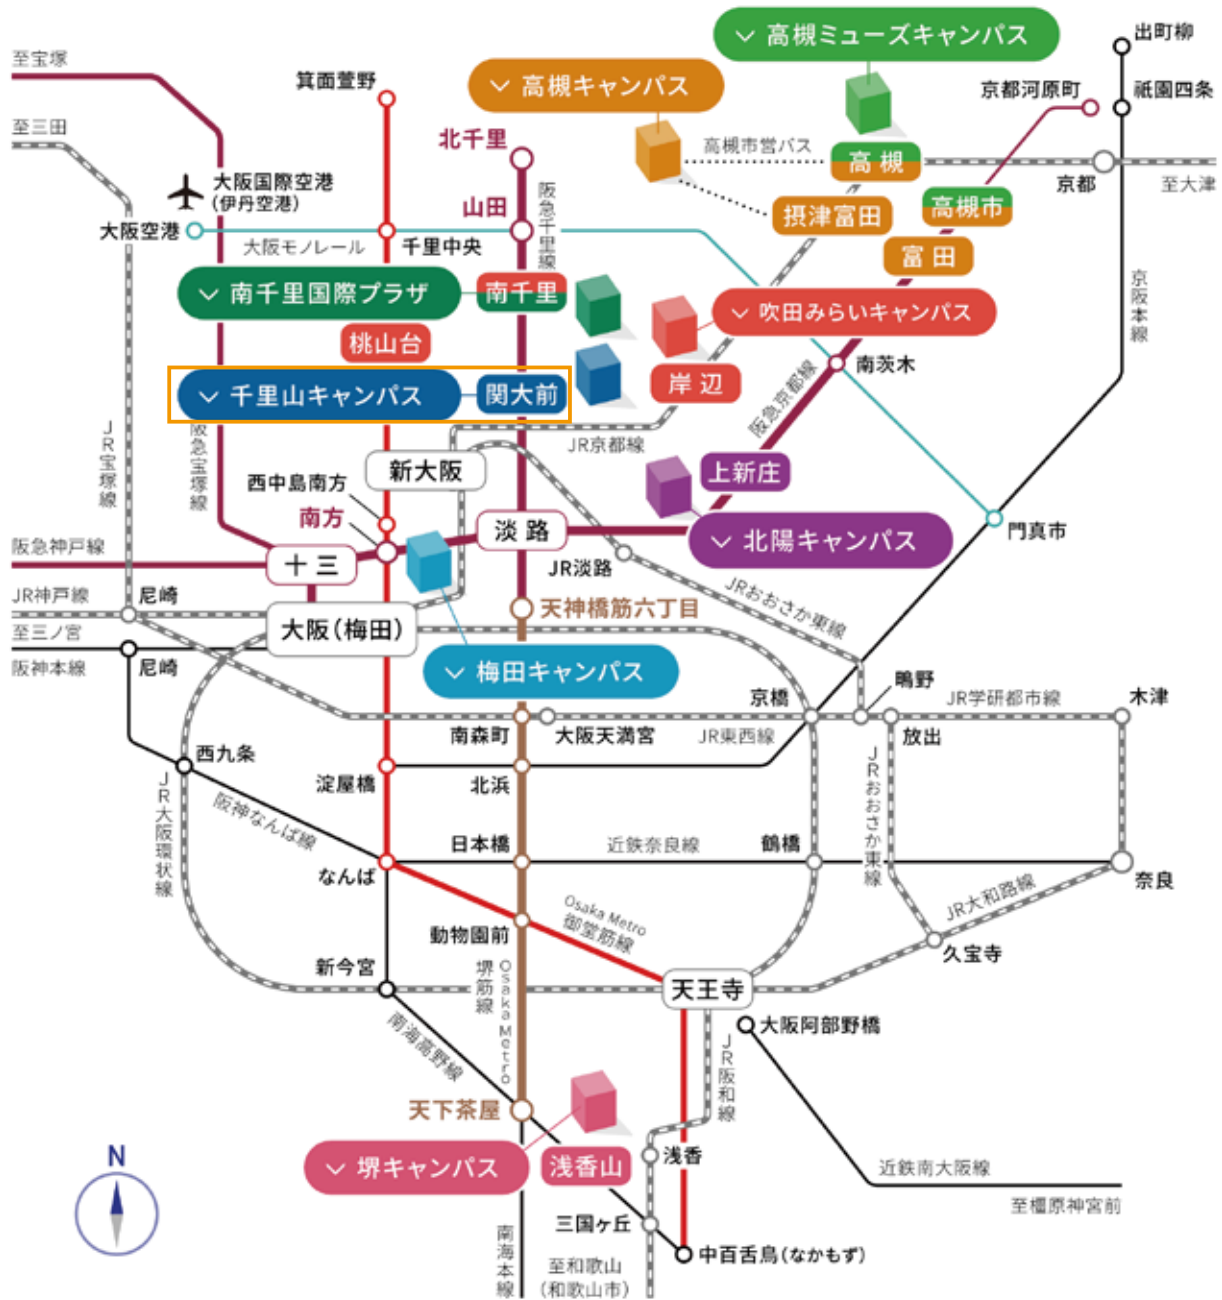 高槻ミューズキャンパス
出町柳
至宝塚
箕面萱野
高槻キャンパス
京都河原町
祇園四条
至三田
北千里
高槻市営バス
高槻
京都
至大津
大阪国際空港
(伊丹空港)
阪急千里線
山田
摂津富田
高槻市
大阪空港
大阪モノレール
千里中央
富田
南千里国際プラザ
南千里
京阪本線
吹田みらいキャンパス
桃山台
岸辺
南茨木
千里山キャンパス
関大前
阪急京都線
JR宝塚線
阪急宝塚線
JR京都線
新大阪
上新庄
西中島南方
南方
淡路
門真市
北陽キャンパス
阪急神戸線
十三
JR淡路
JRおおさか東線
JR神戸線
尼崎
天神橋筋六丁目
至三ノ宮
大阪(梅田)
阪神本線
尼崎
梅田キャンパス
鴫野
京橋
JR学研都市線
木津
南森町
大阪天満宮
JR東西線
放出
西九条
淀屋橋
北浜
JR大阪環状線
阪神なんば線
JRおおさか東線
日本橋
近鉄奈良線
鶴橋
なんば
奈良
JR大和路線
Osaka Metro
御堂筋線
動物園前
久宝寺
新今宮
堺筋線
Osaka Metro
天王寺
南海高野線
大阪阿部野橋
JR阪和線
天下茶屋
N
堺キャンパス
浅香山
浅香
近鉄南大阪線
至橿原神宮前
三国ヶ丘
南海本線
中百舌鳥(なかもず)
至和歌山
(和歌山市)